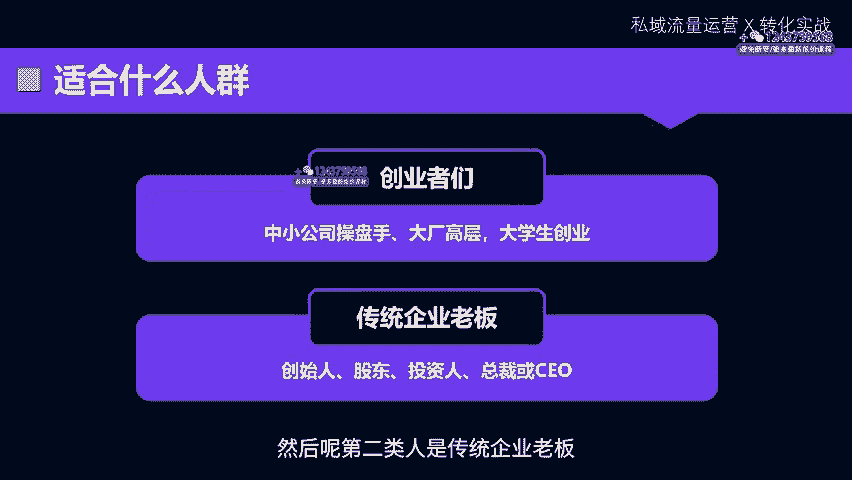 私域流量运营 X 转化实战
适合什么人群
创业者们
中小公司操盘手、大厂高层，大学生创业
传统企业老板
创始人、股东、投资人、总裁或CEO
然后呢第二类人是传统企业老板